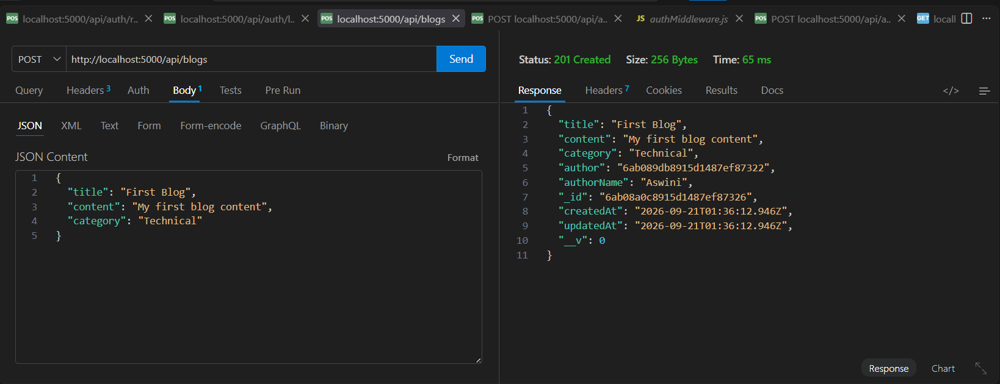 POS localhost:5000/api/auth/r.. POS localhost:5000/api/auth/l.. POS localhost:5000/api/blogs POS POST localhost:5000/api/a.. JS authMiddleware.js POS POST localhost:5000/api/a.. GET locall
POST http://localhost:5000/api/blogs Send
Query Headers 3 Auth Body 1 Tests Pre Run
JSON XML Text Form Form-encode GraphQL Binary
JSON Content Format
1 {
2 "title": "First Blog",
3 "content": "My first blog content",
4 "category": "Technical"
5 }
Status: 201 Created Size: 256 Bytes Time: 65 ms
Response Headers 7 Cookies Results Docs </>
1 {
2 "title": "First Blog",
3 "content": "My first blog content",
4 "category": "Technical",
5 "author": "6ab089db8915d1487ef87322",
6 "authorName": "Aswini",
7 "_id": "6ab08a0c8915d1487ef87326",
8 "createdAt": "2026-09-21T01:36:12.946Z",
9 "updatedAt": "2026-09-21T01:36:12.946Z",
10 "__v": 0
11 }
Response Chart